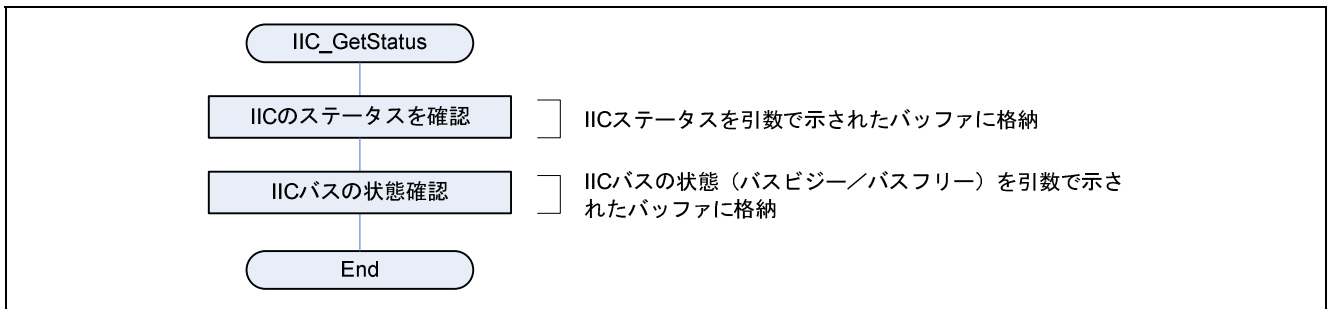 IIC_GetStatus
IICのステータスを確認
IICステータスを引数で示されたバッファに格納
IICバスの状態確認
IICバスの状態（バスビジー／バスフリー）を引数で示さ
れたバッファに格納
End